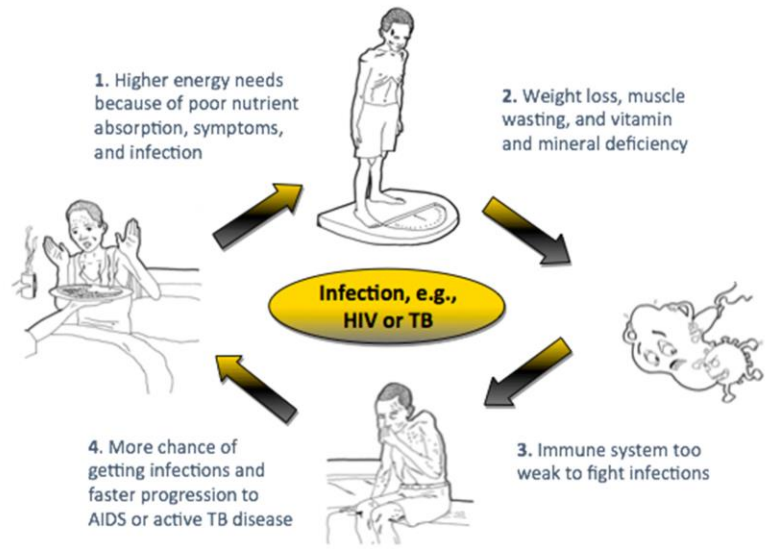 1. Higher energy needs
because of poor nutrient
absorption, symptoms,
and infection
2. Weight loss, muscle
wasting, and vitamin
and mineral deficiency
Infection, e.g.,
HIV or TB
3. Immune system too
weak to fight infections
4. More chance of
getting infections and
faster progression to
AIDS or active TB disease